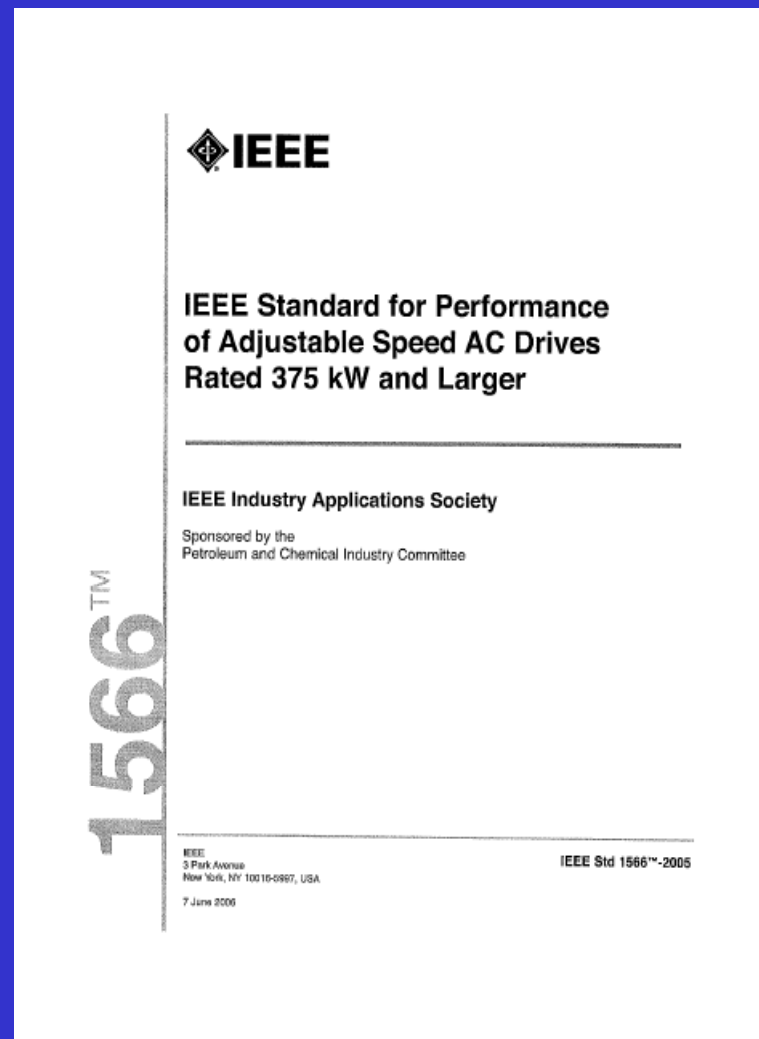 IEEE
IEEE Standard for Performance
of Adjustable Speed AC Drives
Rated 375 kW and Larger
IEEE Industry Applications Society
Sponsored by the
Petroleum and Chemical Industry Committee
1566™
IEEE
3 Park Avenue
New York, NY 10016-5997, USA
7 June 2006
IEEE Std 1566™-2005